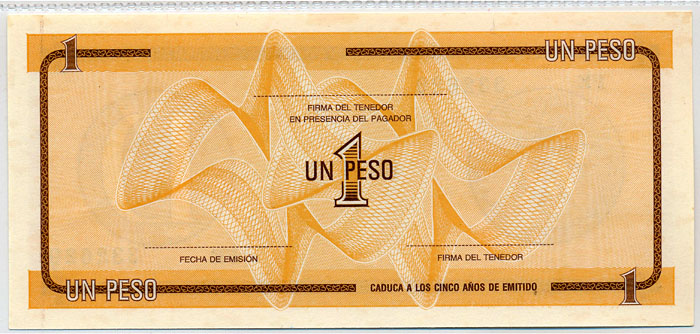 1
UN PESO
FIRMA DEL TENEDOR
EN PRESENCIA DEL PAGADOR
UN PESO
1
FECHA DE EMISIÓN
FIRMA DEL TENEDOR
UN PESO
CADUCA A LOS CINCO AÑOS DE EMITIDO
1